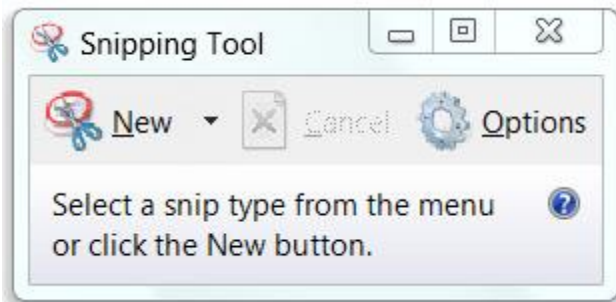 Snipping Tool
New Cancel Options
Select a snip type from the menu
or click the New button.